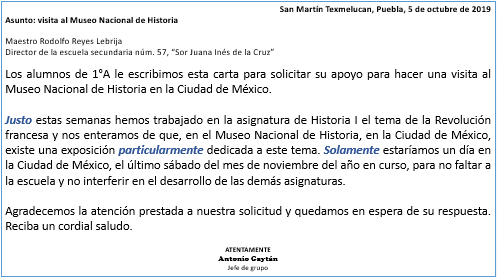 San Martín Texmelucan, Puebla, 5 de octubre de 2019
Asunto: visita al Museo Nacional de Historia
Maestro Rodolfo Reyes Lebrija
Director de la escuela secundaria núm. 57, “Sor Juana Inés de la Cruz”
Los alumnos de 1°A le escribimos esta carta para solicitar su apoyo para hacer una visita al
Museo Nacional de Historia en la Ciudad de México.
Justo estas semanas hemos trabajado en la asignatura de Historia I el tema de la Revolución
francesa y nos enteramos de que, en el Museo Nacional de Historia, en la Ciudad de México,
existe una exposición particularmente dedicada a este tema. Solamente estaríamos un día en
la Ciudad de México, el último sábado del mes de noviembre del año en curso, para no faltar a
la escuela y no interferir en el desarrollo de las demás asignaturas.
Agradecemos la atención prestada a nuestra solicitud y quedamos en espera de su respuesta.
Reciba un cordial saludo.
ATENTAMENTE
Antonio Gaytán
Jefe de grupo